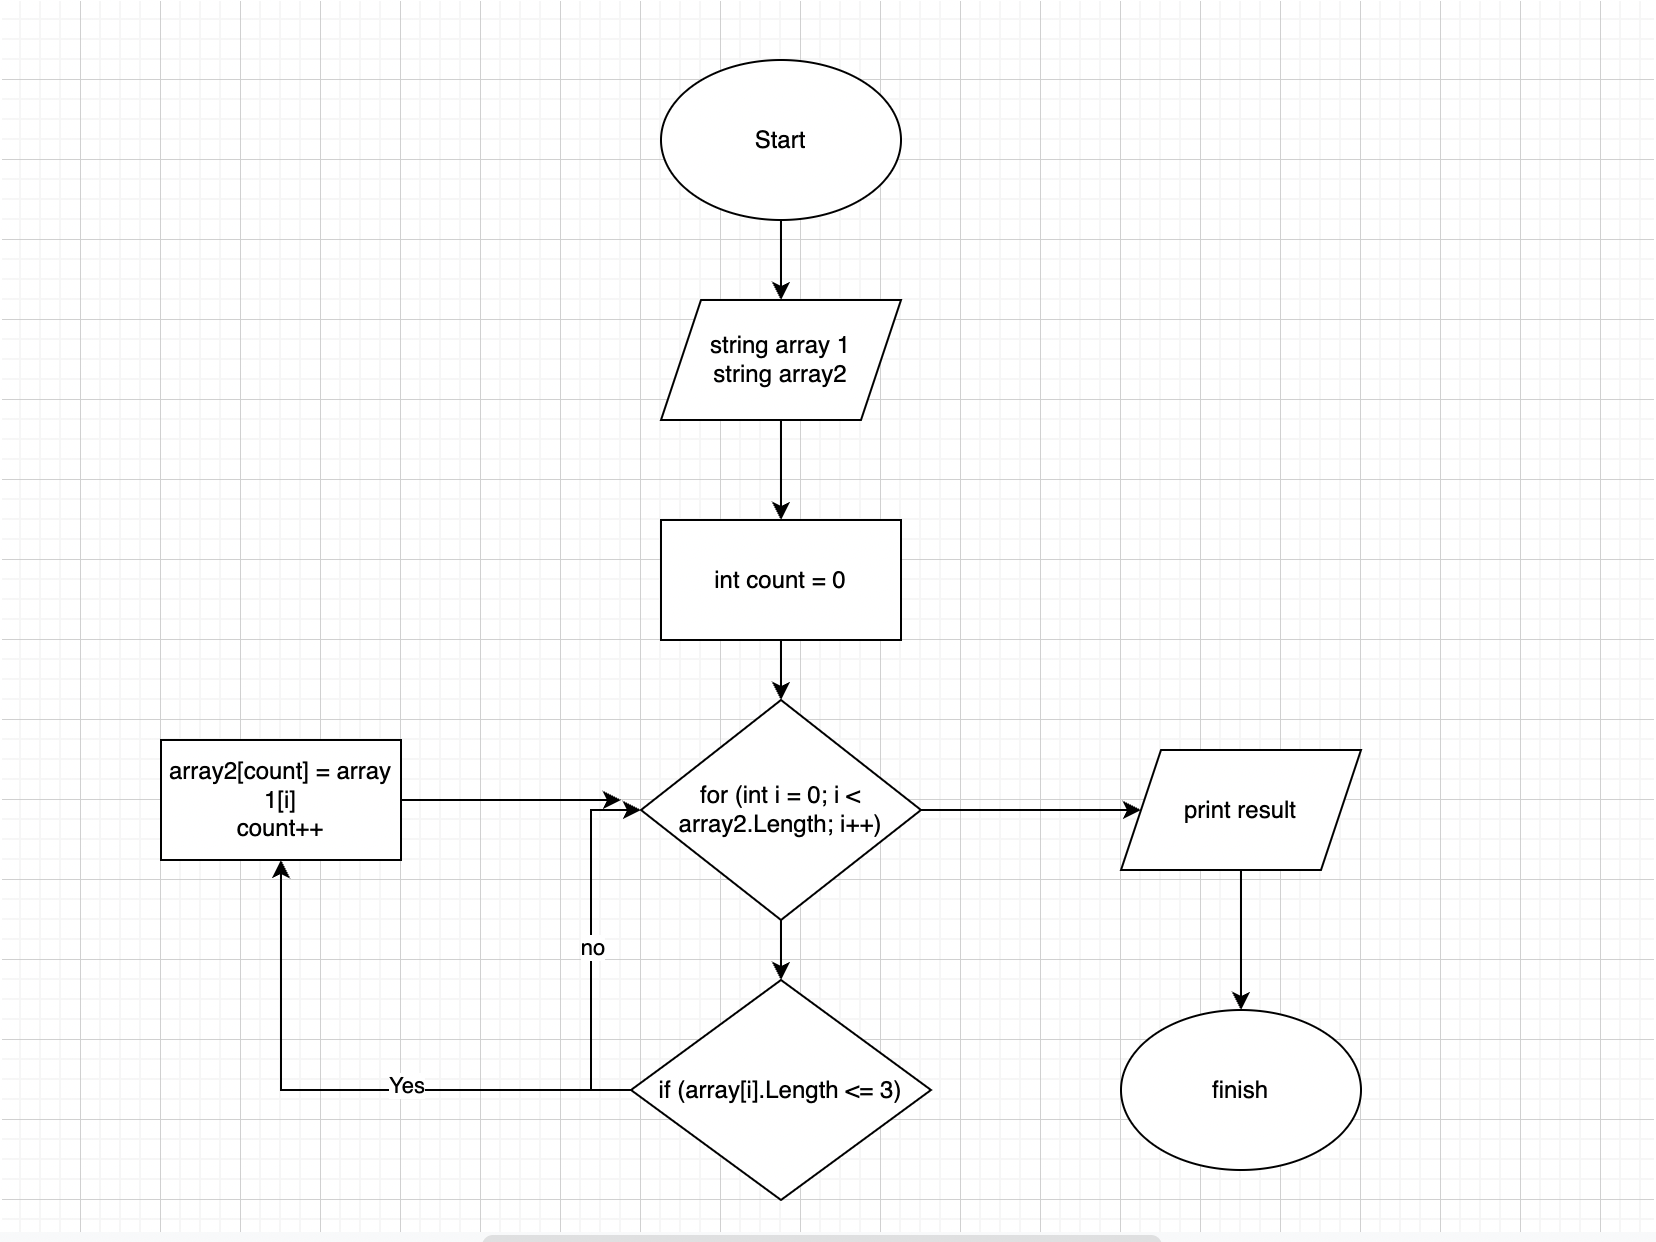 Start
string array 1
string array2
int count = 0
for (int i = 0; i <
array2.Length; i++)
array2[count] = array
1[i]
count++
print result
no
Yes
if (array[i].Length <= 3)
finish